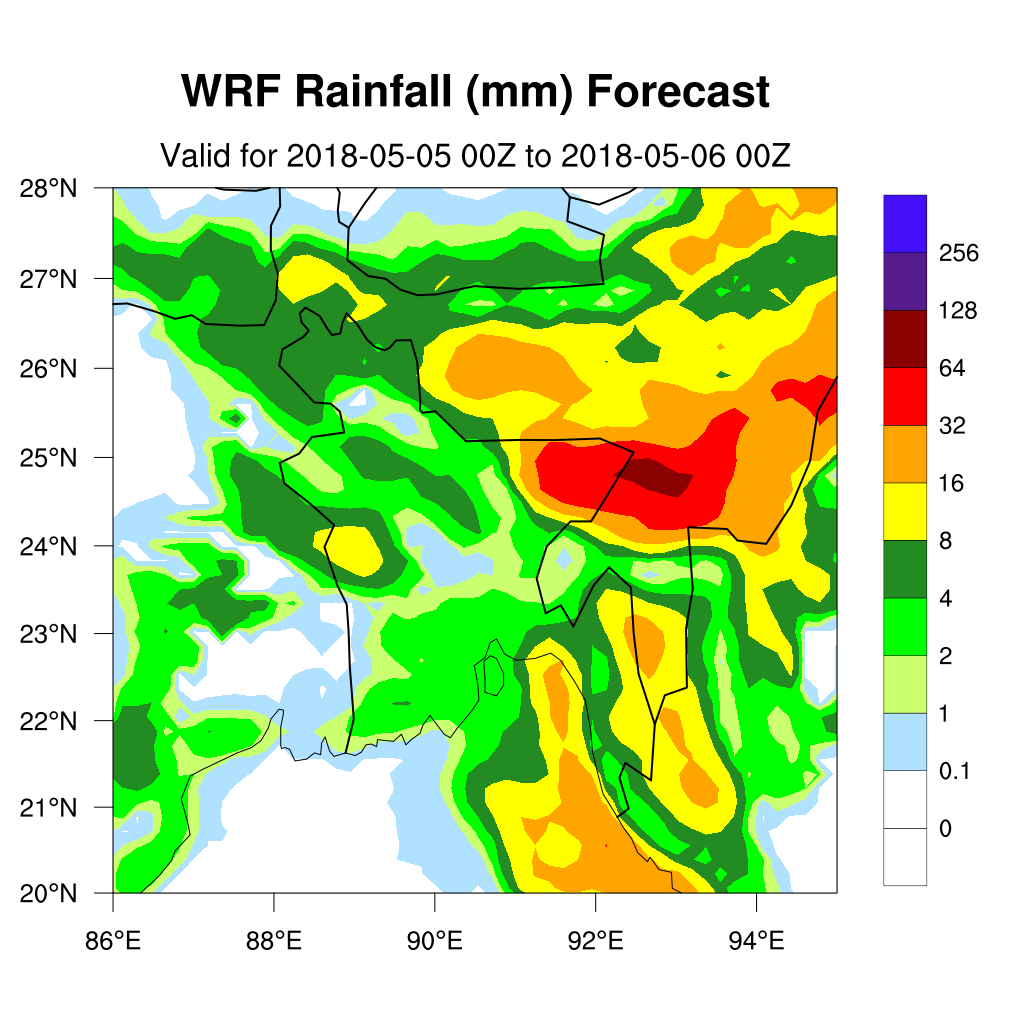 WRF Rainfall (mm) Forecast
Valid for 2018-05-05 00Z to 2018-05-06 00Z
28°N
27°N
26°N
25°N
24°N
23°N
22°N
21°N
20°N
86°E
88°E
90°E
92°E
94°E
256
128
64
32
16
8
4
2
1
0.1
0